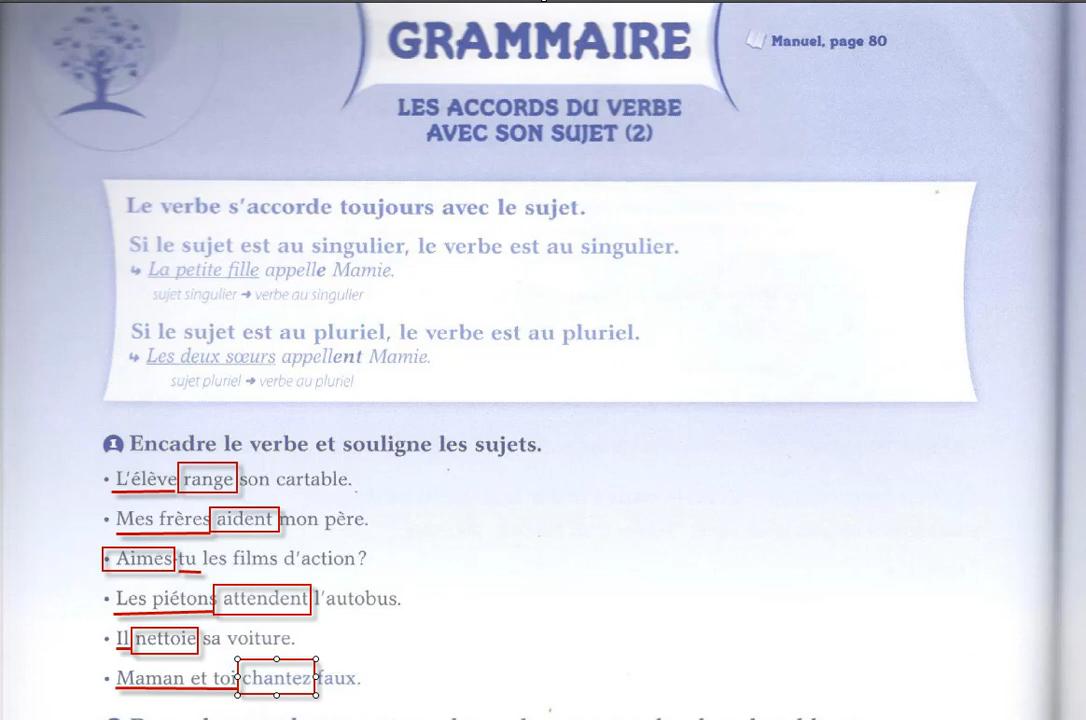 GRAMMAIRE
Manuel, page 80
LES ACCORDS DU VERBE
AVEC SON SUJET (2)
Le verbe s'accorde toujours avec le sujet.
Si le sujet est au singulier, le verbe est au singulier.
↳ La petite fille appelle Mamie.
sujet singulier ➜ verbe au singulier
Si le sujet est au pluriel, le verbe est au pluriel.
↳ Les deux sœurs appellent Mamie.
sujet pluriel ➜ verbe au pluriel
1 Encadre le verbe et souligne les sujets.
• L'élève range son cartable.
• Mes frères aident mon père.
• Aimes-tu les films d'action ?
• Les piétons attendent l'autobus.
• Il nettoie sa voiture.
• Maman et toi chantez faux.